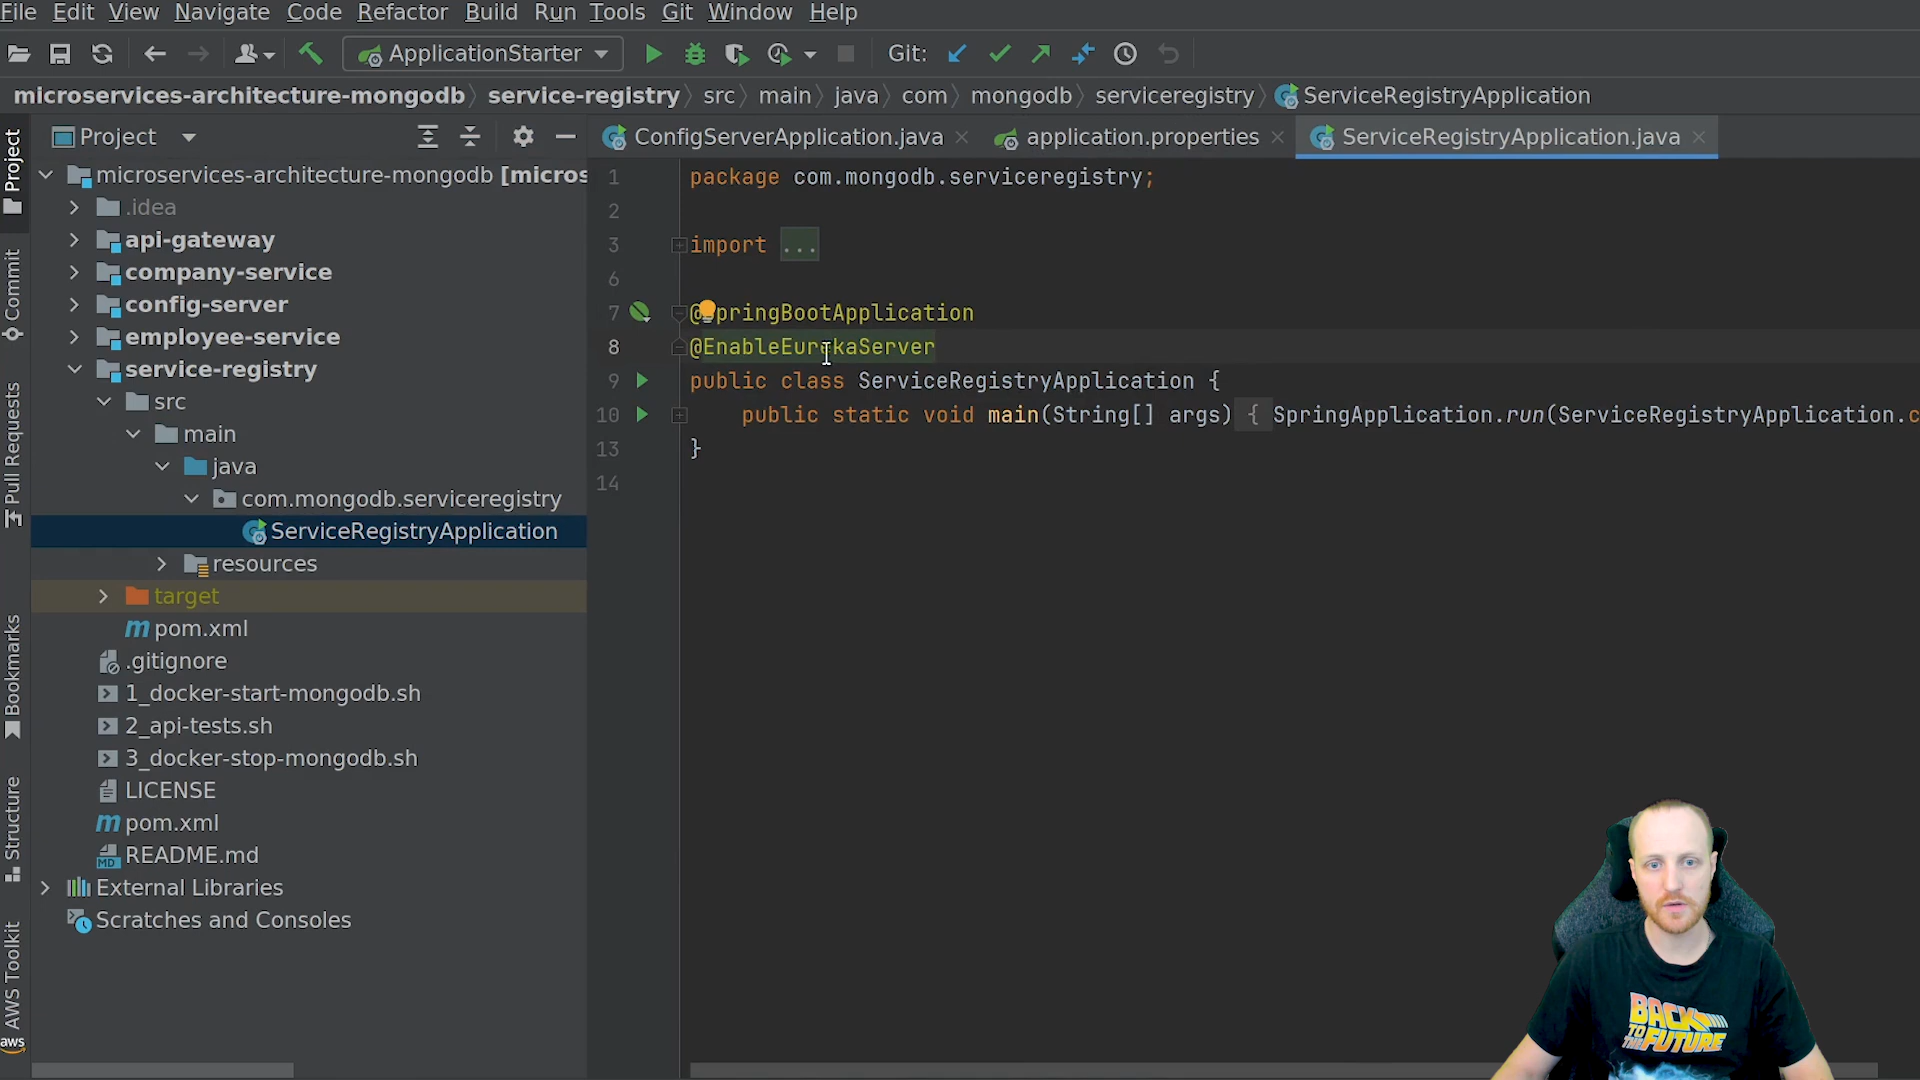 File Edit View Navigate Code Refactor Build Run Tools Git Window Help
ApplicationStarter Git:
microservices-architecture-mongodb service-registry src main java com mongodb serviceregistry ServiceRegistryApplication
Project
ConfigServerApplication.java application.properties ServiceRegistryApplication.java
Project
Commit
Pull Requests
Bookmarks
Structure
AWS Toolkit
aws
microservices-architecture-mongodb [micros
.idea
api-gateway
company-service
config-server
employee-service
service-registry
src
main
java
com.mongodb.serviceregistry
ServiceRegistryApplication
resources
target
pom.xml
.gitignore
1_docker-start-mongodb.sh
2_api-tests.sh
3_docker-stop-mongodb.sh
LICENSE
pom.xml
README.md
External Libraries
Scratches and Consoles
1 package com.mongodb.serviceregistry;
2
3 import ...
6
7 @SpringBootApplication
8 @EnableEurekaServer
9 public class ServiceRegistryApplication {
10 public static void main(String[] args) { SpringApplication.run(ServiceRegistryApplication.c
13 }
14
BACK
TO THE
FUTURE